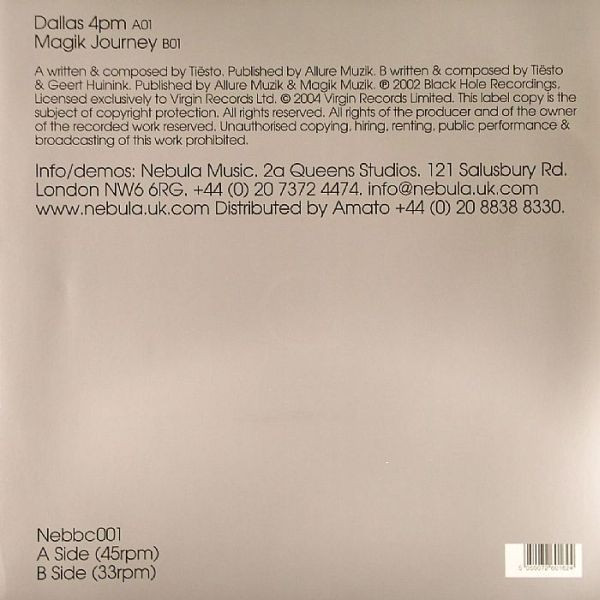 Dallas 4pm A01
Magik Journey B01
A written & composed by Tiësto. Published by Allure Muzik. B written & composed by Tiësto
& Geert Huinink. Published by Allure Muzik & Magik Muzik. ℗ 2002 Black Hole Recordings,
Licensed exclusively to Virgin Records Ltd. © 2004 Virgin Records Limited. This label copy is the
subject of copyright protection. All rights reserved. All rights of the producer and of the owner
of the recorded work reserved. Unauthorised copying, hiring, renting, public performance &
broadcasting of this work prohibited.
Info/demos: Nebula Music. 2a Queens Studios. 121 Salusbury Rd.
London NW6 6RG. +44 (0) 20 7372 4474. info@nebula.uk.com
www.nebula.uk.com Distributed by Amato +44 (0) 20 8838 8330.
Nebbc001
A Side (45rpm)
B Side (33rpm)